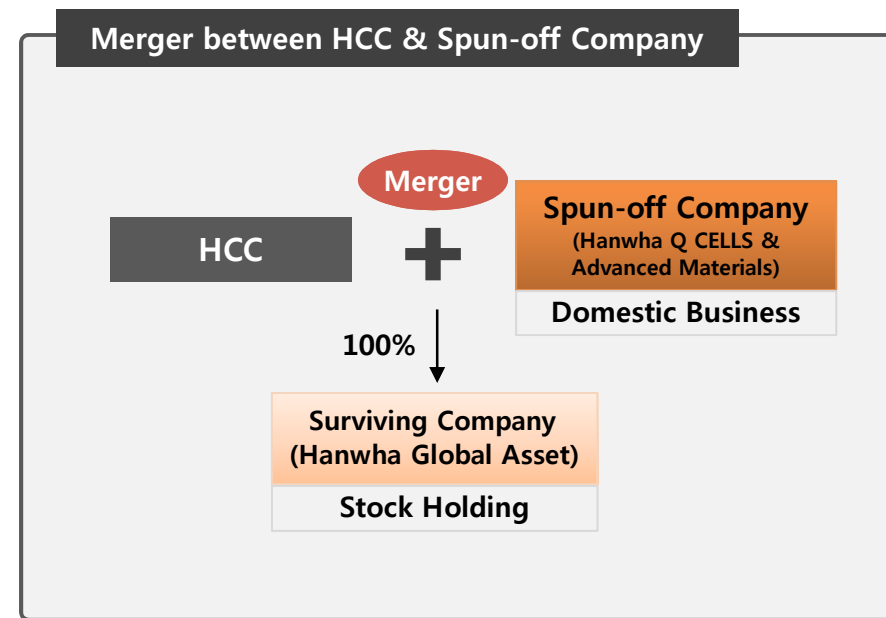 Merger between HCC & Spun-off Company
Merger
HCC
Spun-off Company
(Hanwha Q CELLS &
Advanced Materials)
Domestic Business
100%
Surviving Company
(Hanwha Global Asset)
Stock Holding